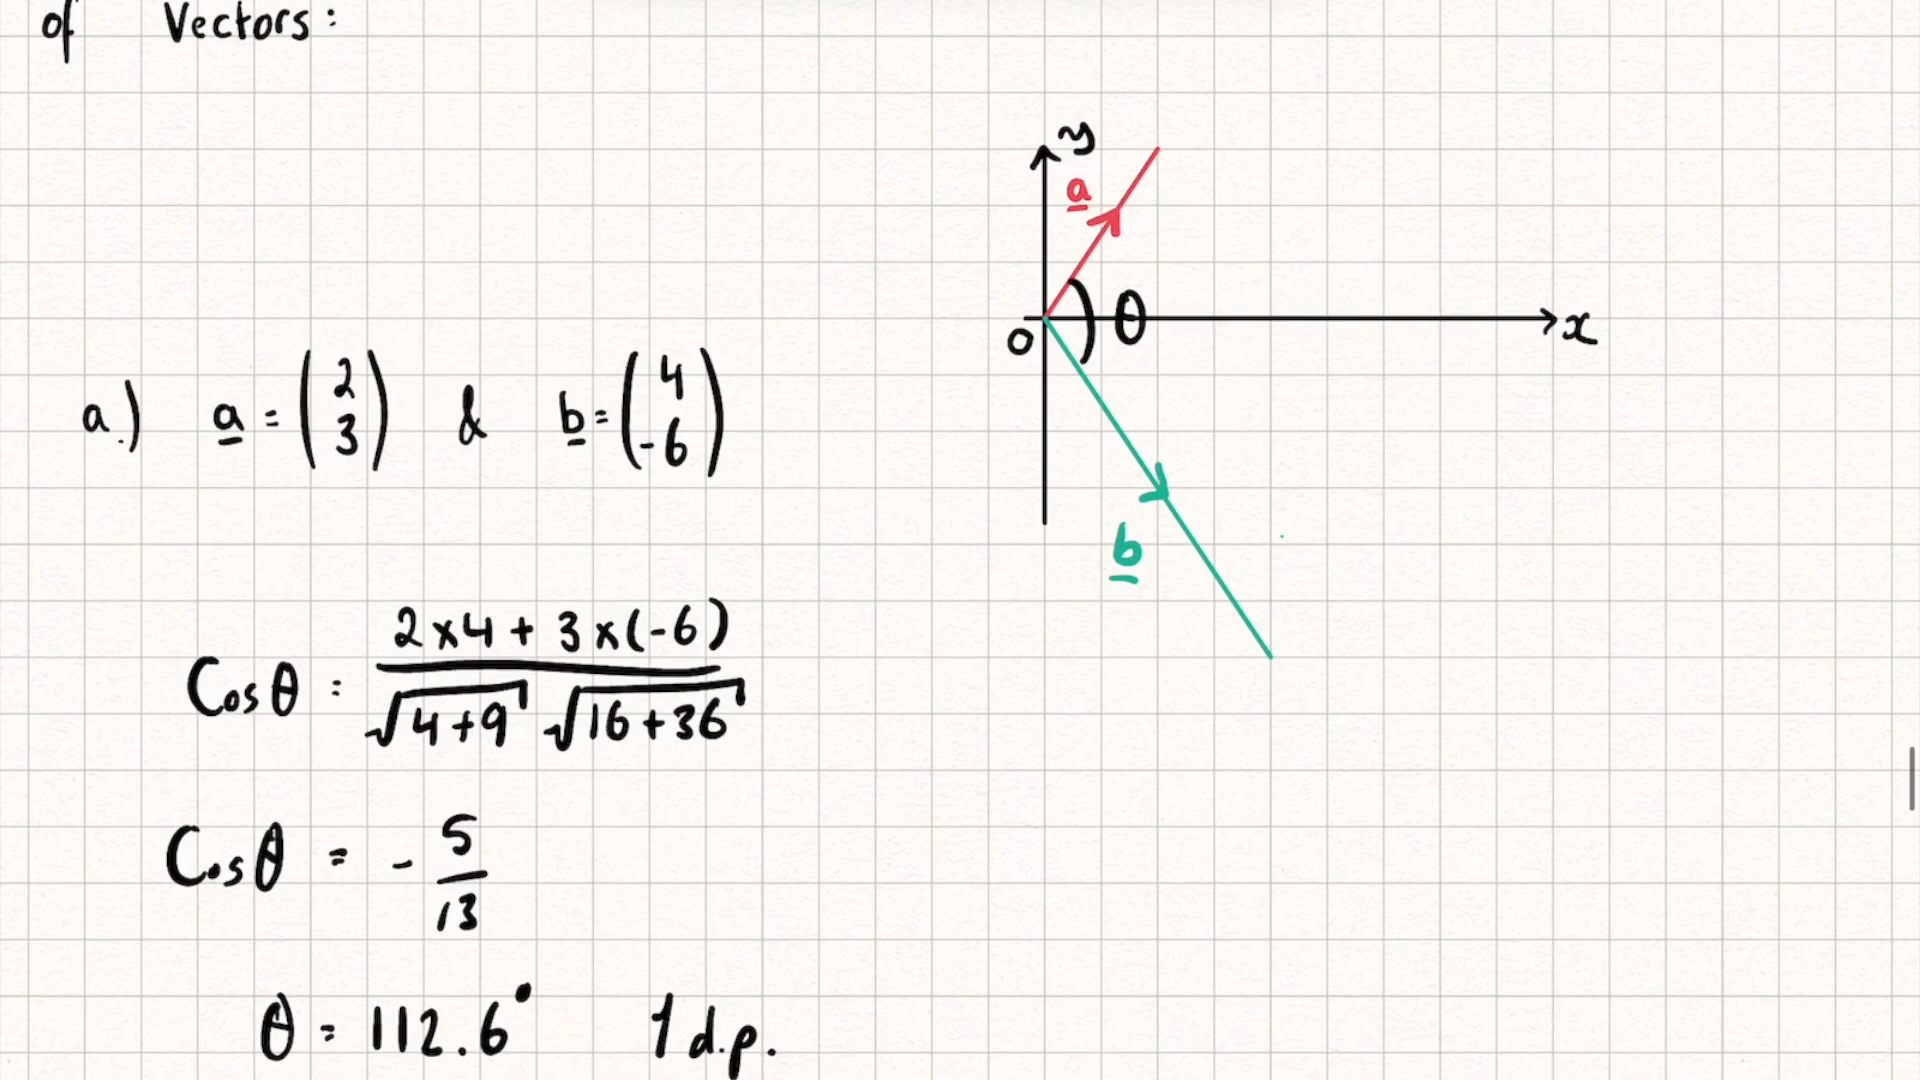 of Vectors:
y
a
θ
O
x
a.) a = (2 3) & b = (4 -6)
b
Cos θ = 2 x 4 + 3 x (-6) / √4+9 √16+36
Cos θ = - 5/13
θ = 112.6° 1 d.p.